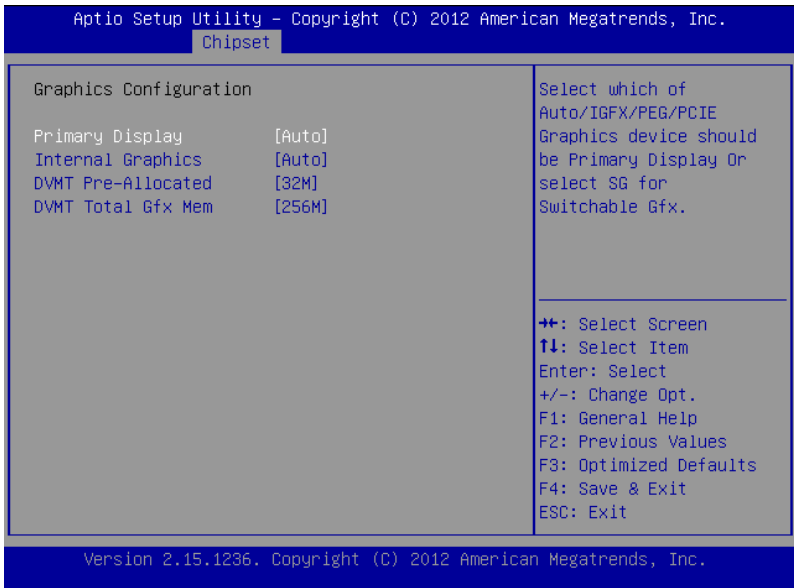 Aptio Setup Utility – Copyright (C) 2012 American Megatrends, Inc.
Chipset
Graphics Configuration
Primary Display [Auto]
Internal Graphics [Auto]
DVMT Pre-Allocated [32M]
DVMT Total Gfx Mem [256M]
Select which of
Auto/IGFX/PEG/PCIE
Graphics device should
be Primary Display Or
select SG for
Switchable Gfx.
→←: Select Screen
↑↓: Select Item
Enter: Select
+/-: Change Opt.
F1: General Help
F2: Previous Values
F3: Optimized Defaults
F4: Save & Exit
ESC: Exit
Version 2.15.1236. Copyright (C) 2012 American Megatrends, Inc.